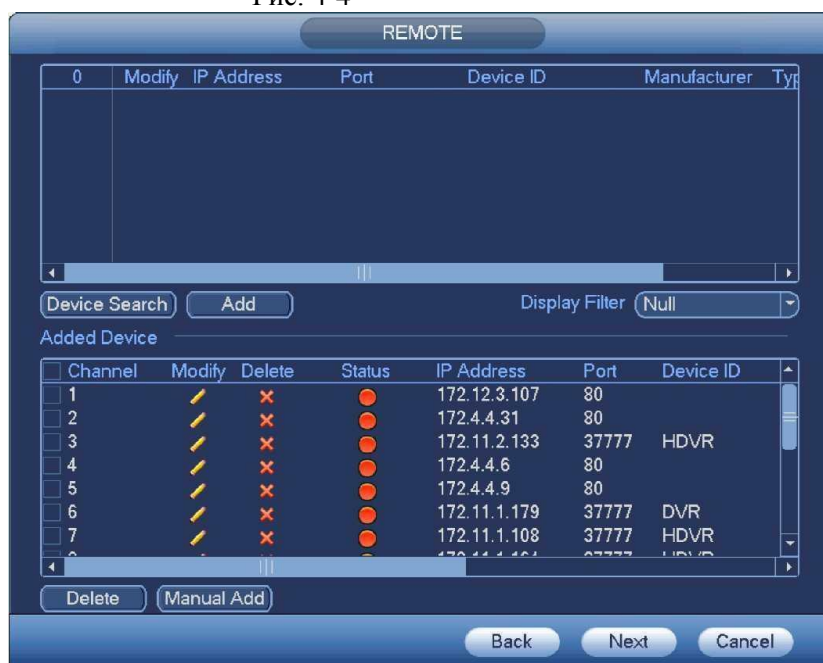 Рис. 4-4
REMOTE
0 Modify IP Address Port Device ID Manufacturer Typ
Device Search Add Display Filter Null
Added Device
Channel Modify Delete Status IP Address Port Device ID
1 172.12.3.107 80
2 172.4.4.31 80
3 172.11.2.133 37777 HDVR
4 172.4.4.6 80
5 172.4.4.9 80
6 172.11.1.179 37777 DVR
7 172.11.1.108 37777 HDVR
Delete Manual Add
Back Next Cancel